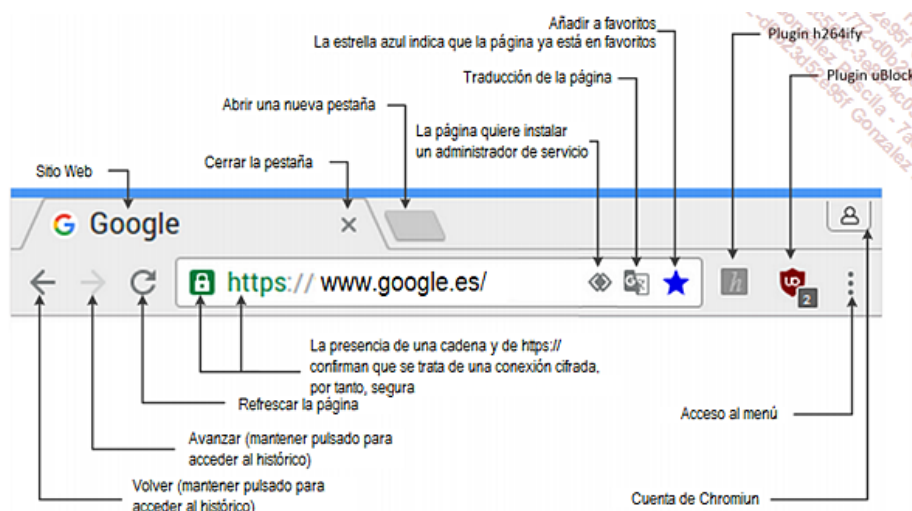 Añadir a favoritos
La estrella azul indica que la página ya está en favoritos
Plugin h264ify
Traducción de la página
Plugin uBlock
Abrir una nueva pestaña
La página quiere instalar
un administrador de servicio
Sitio Web
Cerrar la pestaña
Google
https:// www.google.es/
2
La presencia de una cadena y de https://
confirman que se trata de una conexión cifrada,
por tanto, segura
Refrescar la página
Acceso al menú
Avanzar (mantener pulsado para
acceder al histórico)
Volver (mantener pulsado para
acceder al histórico)
Cuenta de Chromiun